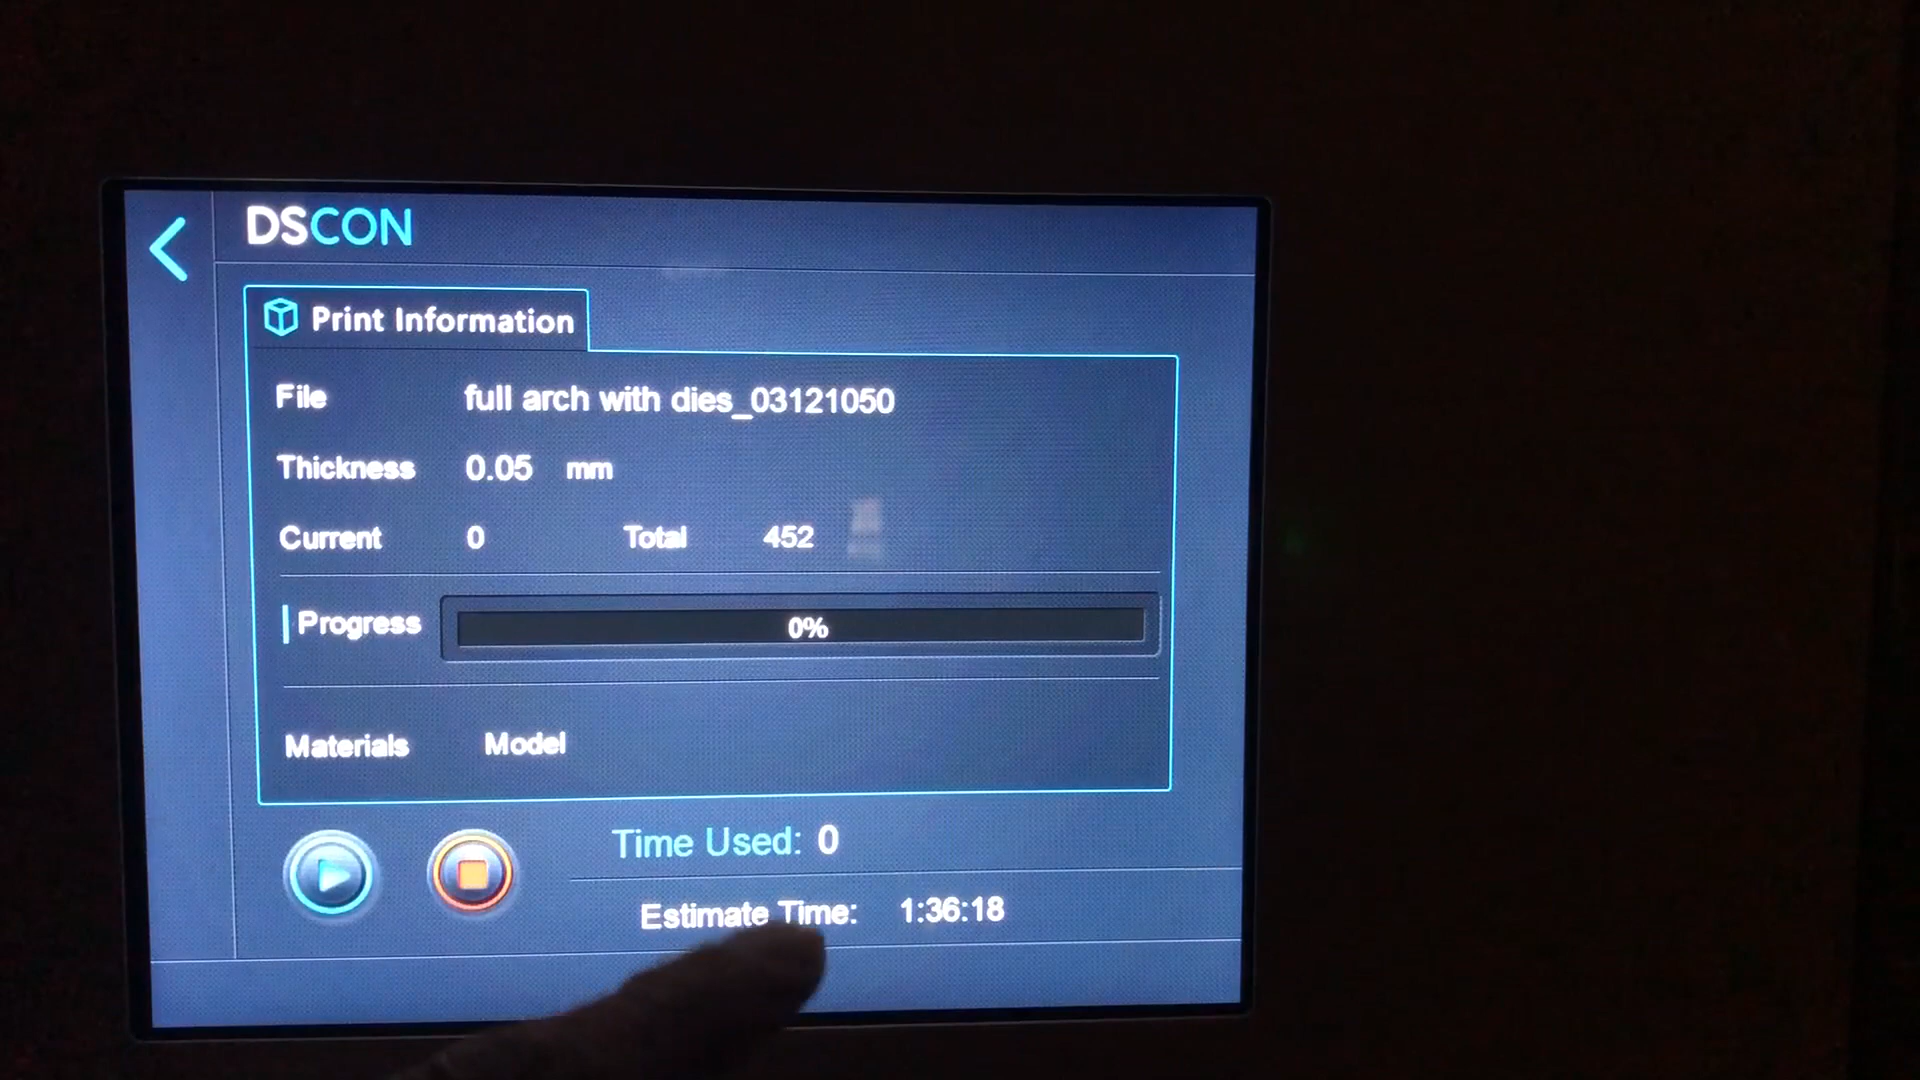 DSCON
Print Information
File full arch with dies_03121050
Thickness 0.05 mm
Current 0 Total 452
Progress 0%
Materials Model
Time Used: 0
Estimate Time: 1:36:18